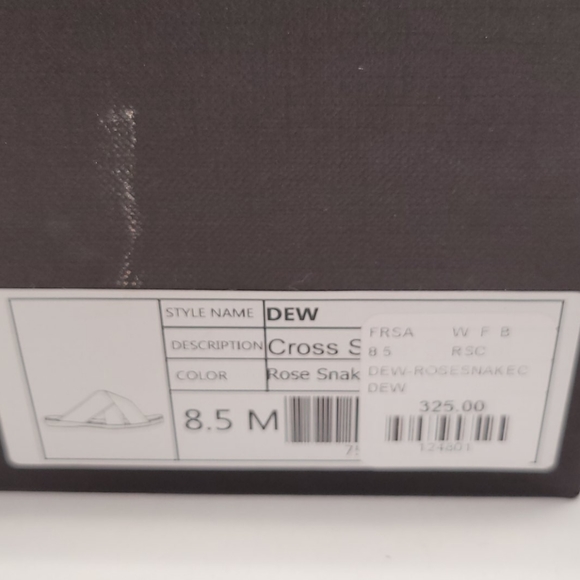 STYLE NAME DEW
DESCRIPTION Cross S
COLOR Rose Snak
8.5 M
FRSA W F B
8 5 RSC
DEW-ROSESNAKEC
DEW
325.00
124801